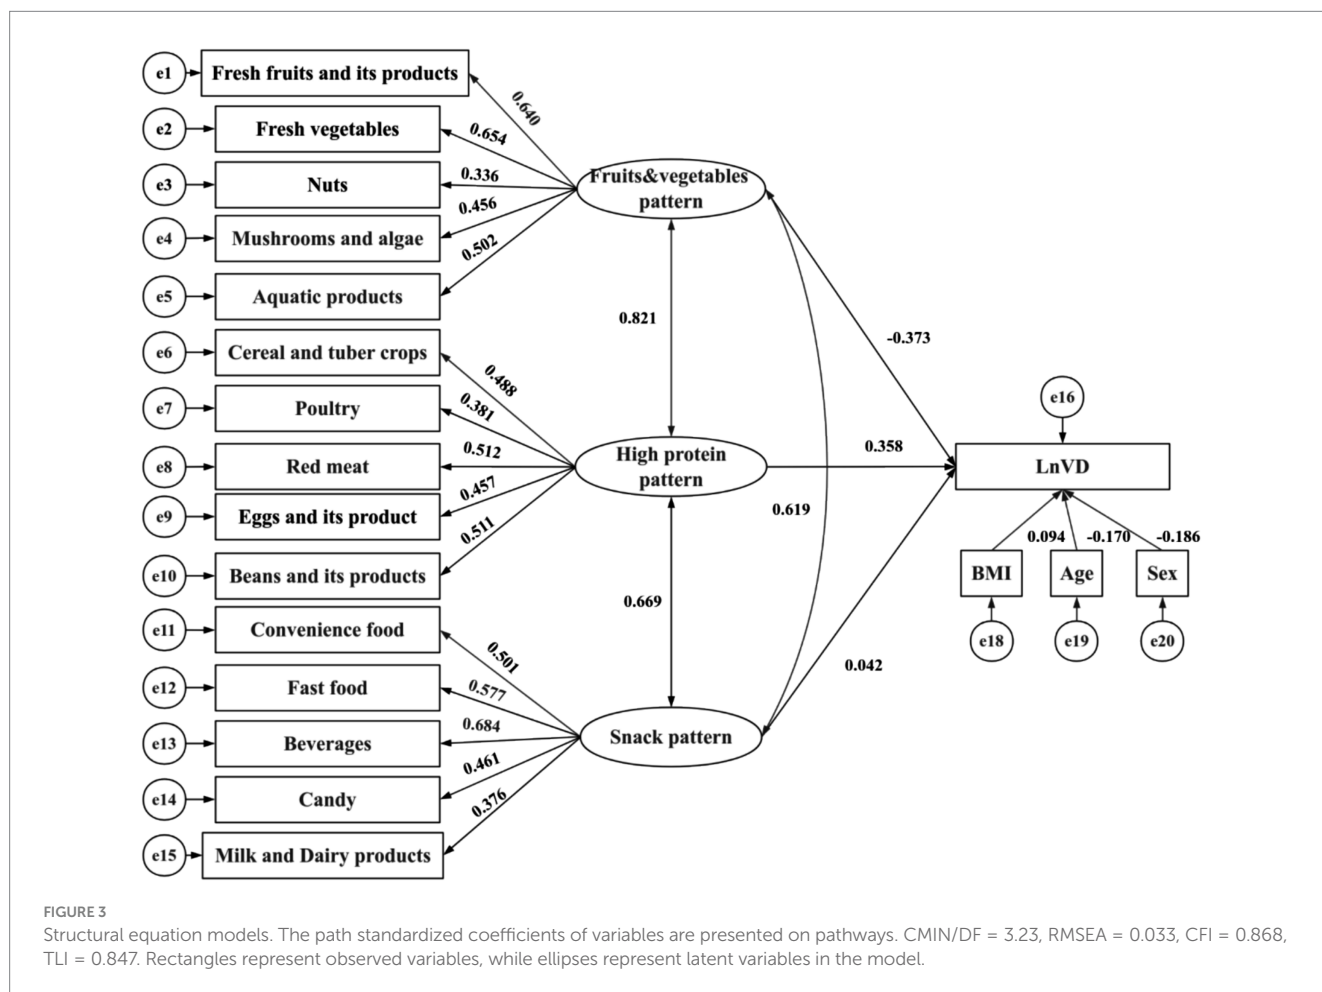 e1
Fresh fruits and its products
0.640
e2
Fresh vegetables
0.654
e3
Nuts
0.336
Fruits&vegetables
pattern
e4
Mushrooms and algae
0.456
e5
Aquatic products
0.502
0.821
-0.373
e6
Cereal and tuber crops
0.488
e7
Poultry
0.381
e16
e8
Red meat
0.512
High protein
pattern
0.358
LnVD
e9
Eggs and its product
0.457
0.619
e10
Beans and its products
0.511
0.094
-0.170
-0.186
BMI
Age
Sex
0.669
e18
e19
e20
e11
Convenience food
0.501
0.042
e12
Fast food
0.577
e13
Beverages
0.684
Snack pattern
e14
Candy
0.461
e15
Milk and Dairy products
0.376
FIGURE 3
Structural equation models. The path standardized coefficients of variables are presented on pathways. CMIN/DF = 3.23, RMSEA = 0.033, CFI = 0.868,
TLI = 0.847. Rectangles represent observed variables, while ellipses represent latent variables in the model.